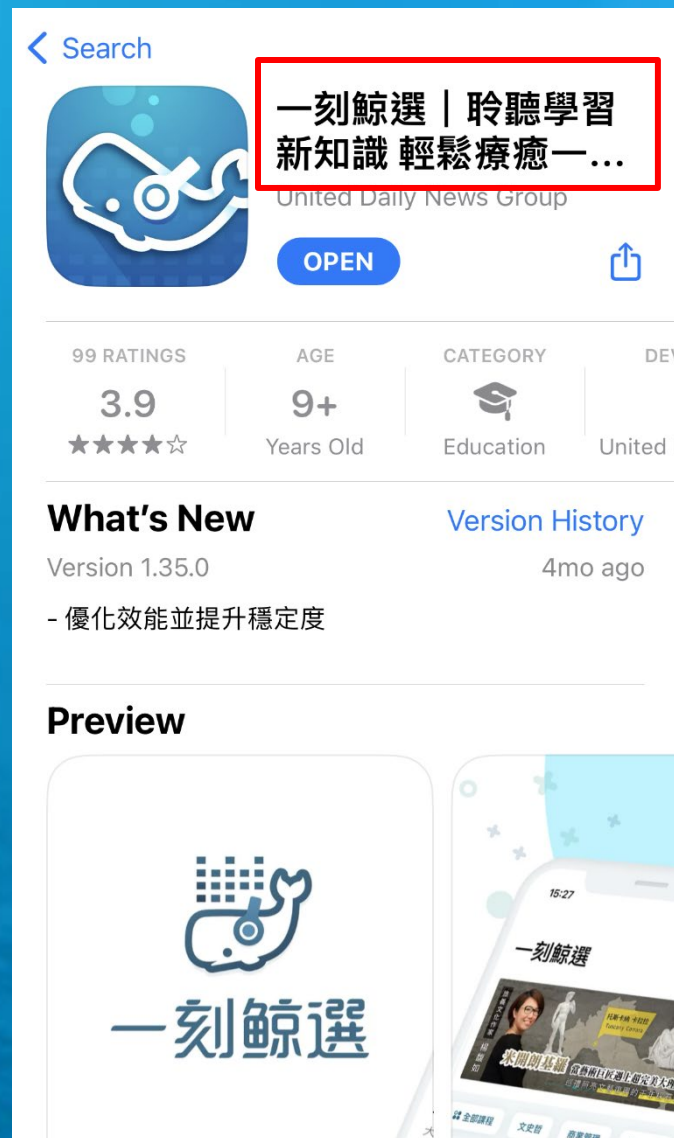 Search
一刻鯨選｜聆聽學習
新知識 輕鬆療癒一...
United Daily News Group
OPEN
99 RATINGS
AGE
CATEGORY
3.9
9+
★★★★☆
Years Old
Education
United
What's New
Version History
Version 1.35.0
4mo ago
- 優化效能並提升穩定度
Preview
一刻鯨選
15:27
一刻鯨選
米開朗基羅
全部課程
文史哲